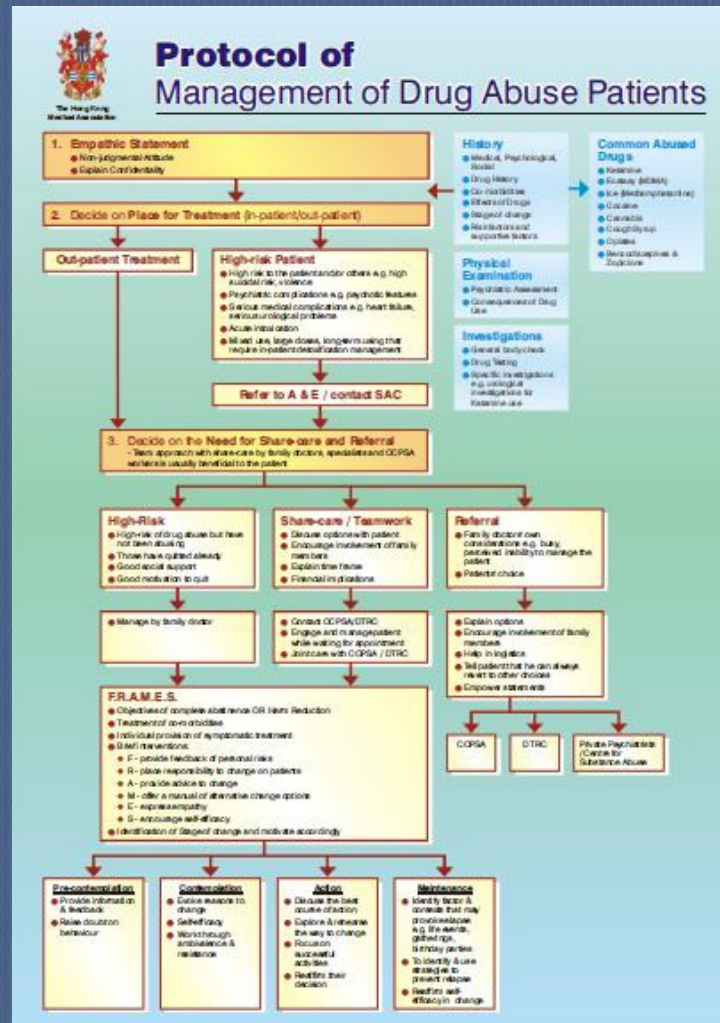 The Hong Kong
Medical Association
Protocol of
Management of Drug Abuse Patients
1. Empathic Statement
Non-judgmental Attitude
Explain Confidentiality
2. Decide on Place for Treatment (in-patient/out-patient)
Out-patient Treatment
High-risk Patient
High risk to the patient and/or others e.g. high
suicidal risk, violence
Psychiatric complications e.g. psychotic features
Serious medical complications e.g. heart failure,
serious urological problems
Acute intoxication
Mixed use, large doses, long-term using that
require in-patient detoxification management
Refer to A & E / contact SAC
History
Medical, Psychological,
Social
Drug History
Co-morbidities
Effects of Drugs
Stage of change
Risk factors and
supportive factors
Common Abused
Drugs
Ketamine
Ecstasy (MDMA)
Ice (Methamphetamine)
Cocaine
Cannabis
Cough Syrup
Opiates
Benzodiazepines &
Zopiclone
Physical
Examination
Psychiatric Assessment
Consequences of Drug
Use
Investigations
General body check
Drug Testing
Specific Investigations
e.g. urological
investigations for
Ketamine use
3. Decide on the Need for Share-care and Referral
- Team approach with share-care by family doctors, specialists and CCPSA
workers is usually beneficial to the patient
High-Risk
High-risk of drug abuse but have
not been abusing
Those have quitted already
Good social support
Good motivation to quit
Manage by family doctor
Share-care / Teamwork
Discuss options with patient
Encourage involvement of family
members
Explain time frame
Financial implications
Contact CCPSA/DTRC
Engage and manage patient
while waiting for appointment
Joint care with CCPSA / DTRC
Referral
Family doctors' own
considerations e.g. busy,
perceived inability to manage the
patient
Patients' choice
Explain options
Encourage involvement of family
members
Help in logistics
Tell patient that he can always
revert to other choices
Empower statements
CCPSA
DTRC
Private Psychiatrists
/Centre for
Substance Abuse
F.R.A.M.E.S.
Objectives of complete abstinence OR Harm Reduction
Treatment of co-morbidities
Individual provision of symptomatic treatment
Brief interventions:
F - provide feedback of personal risks
R - place responsibility to change on patients
A - provide advice to change
M - offer a manual of alternative change options
E - express empathy
S - encourage self-efficacy
Identification of Stage of change and motivate accordingly
Pre-contemplation
Provide information
& feedback
Raise doubt on
behaviour
Contemplation
Evoke reasons to
change
Self-efficacy
Work through
ambivalence &
resistance
Action
Discuss the best
course of action
Explore & rehearse
the way to change
Focus on
successful
activities
Reaffirm their
decision
Maintenance
Identify factor &
contexts that may
provoke relapse
e.g. life events,
gatherings,
birthday parties
To identify & use
strategies to
prevent relapse
Reaffirm self-
efficacy in change